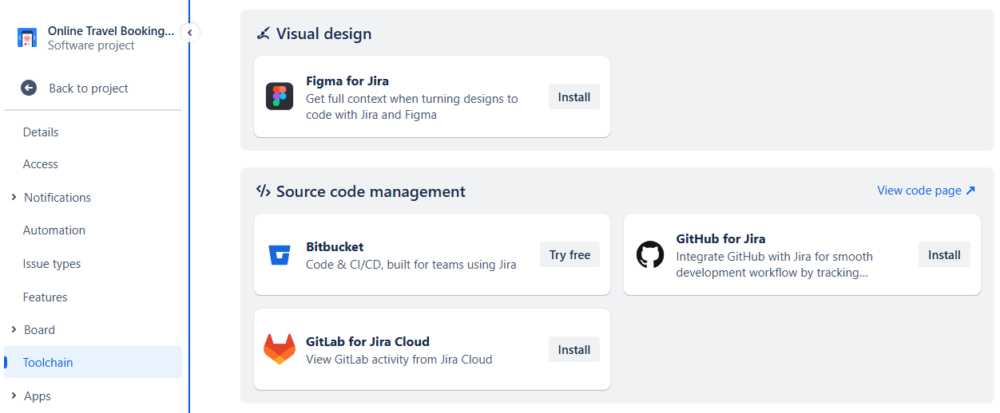 Online Travel Booking...
Software project
Back to project
Details
Access
Notifications
Automation
Issue types
Features
Board
Toolchain
Apps
Visual design
Figma for Jira
Get full context when turning designs to
code with Jira and Figma
Install
Source code management
View code page
Bitbucket
Code & CI/CD, built for teams using Jira
Try free
GitHub for Jira
Integrate GitHub with Jira for smooth
development workflow by tracking...
Install
GitLab for Jira Cloud
View GitLab activity from Jira Cloud
Install